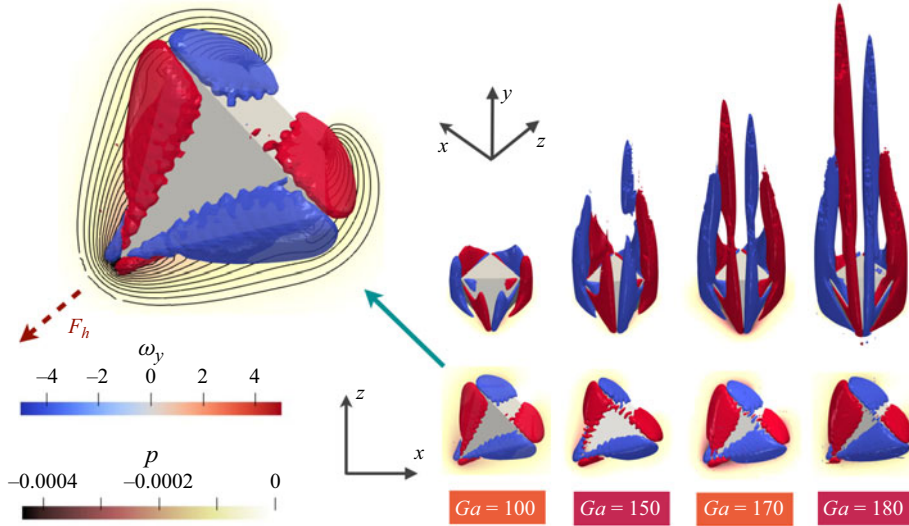 y
x
z
F_h
ω_y
–4 –2 0 2 4
p
–0.0004 –0.0002 0
z
x
Ga = 100
Ga = 150
Ga = 170
Ga = 180